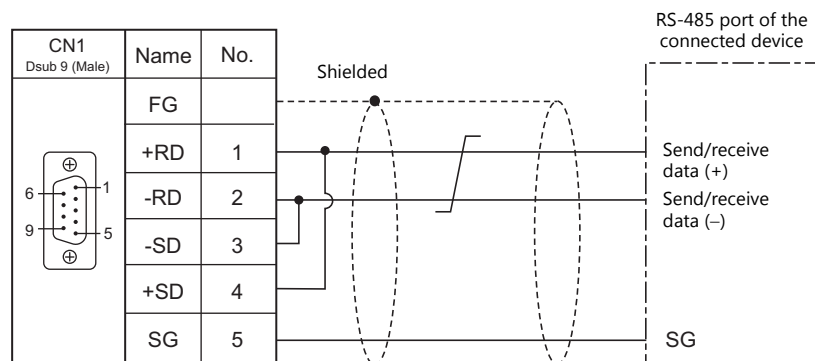 RS-485 port of the
connected device
CN1
Dsub 9 (Male)
Name
No.
Shielded
FG
+RD
1
Send/receive
data (+)
-RD
2
Send/receive
data (−)
-SD
3
+SD
4
SG
5
SG
6
1
9
5